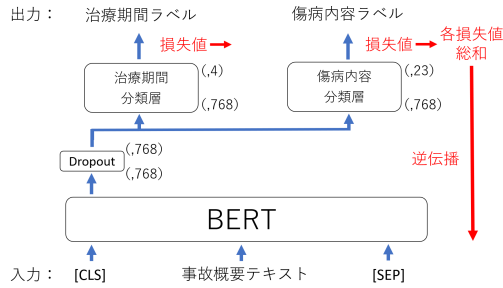 出力： 治療期間ラベル 傷病内容ラベル
損失値 損失値 各損失値
総和
治療期間
分類層
(,4)
(,768)
傷病内容
分類層
(,23)
(,768)
Dropout
(,768)
(,768)
逆伝播
BERT
入力： [CLS] 事故概要テキスト [SEP]